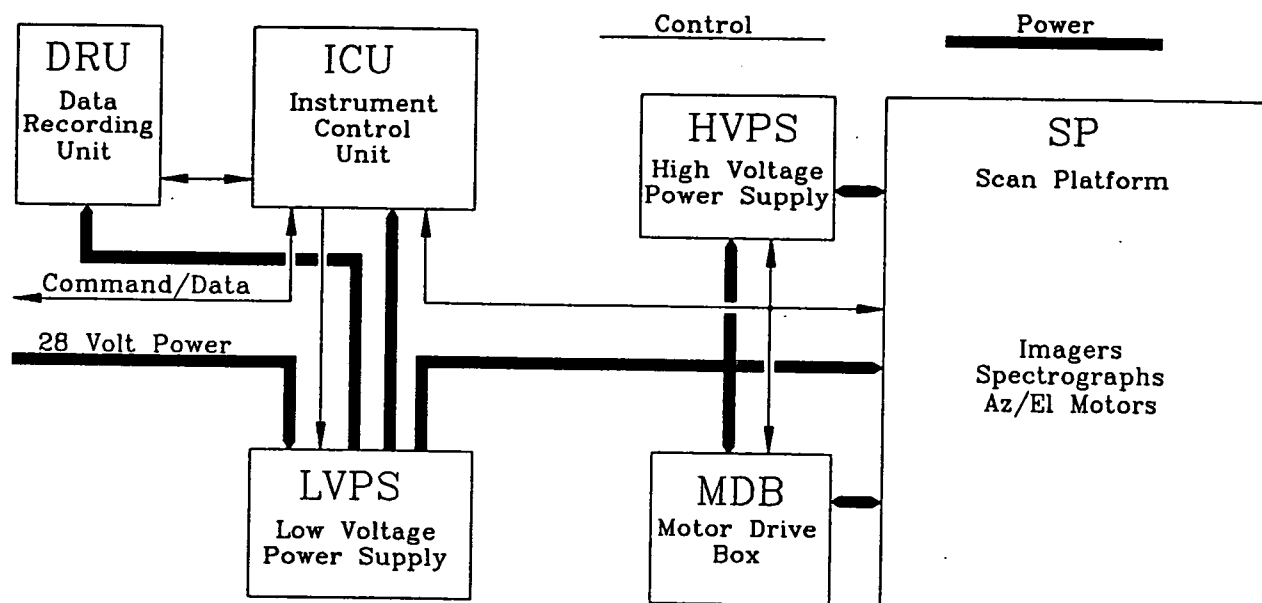 Control
Power
DRU
Data
Recording
Unit
ICU
Instrument
Control
Unit
HVPS
High Voltage
Power Supply
SP
Scan Platform
Command/Data
28 Volt Power
Imagers
Spectrographs
Az/El Motors
LVPS
Low Voltage
Power Supply
MDB
Motor Drive
Box